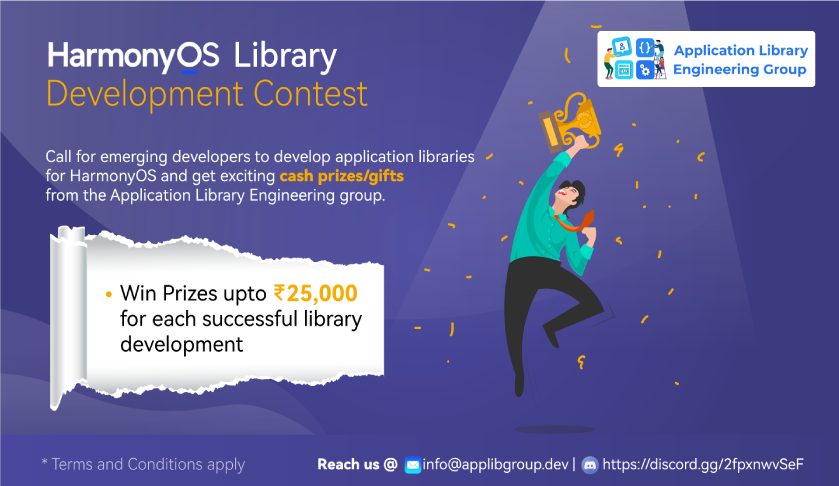 HarmonyOS Library
Development Contest
Application Library
Engineering Group
Call for emerging developers to develop application libraries
for HarmonyOS and get exciting cash prizes/gifts
from the Application Library Engineering group.
• Win Prizes upto ₹25,000
for each successful library
development
* Terms and Conditions apply
Reach us @ info@applibgroup.dev | https://discord.gg/2fpxnwvSeF